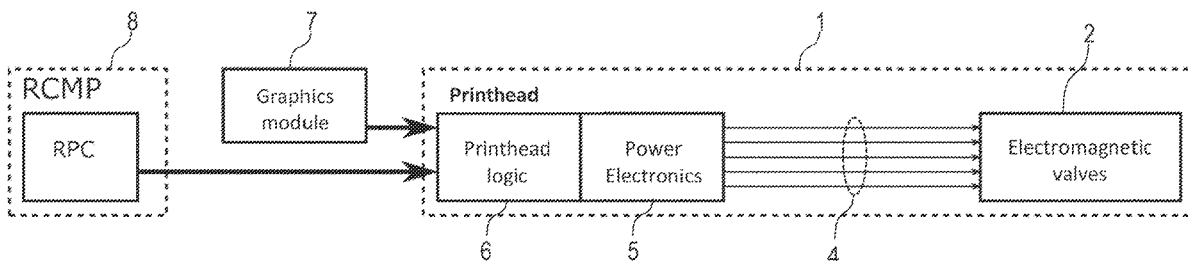 8
7
1
2
RCMP
RPC
Graphics
module
Printhead
Printhead
logic
Power
Electronics
Electromagnetic
valves
6
5
4